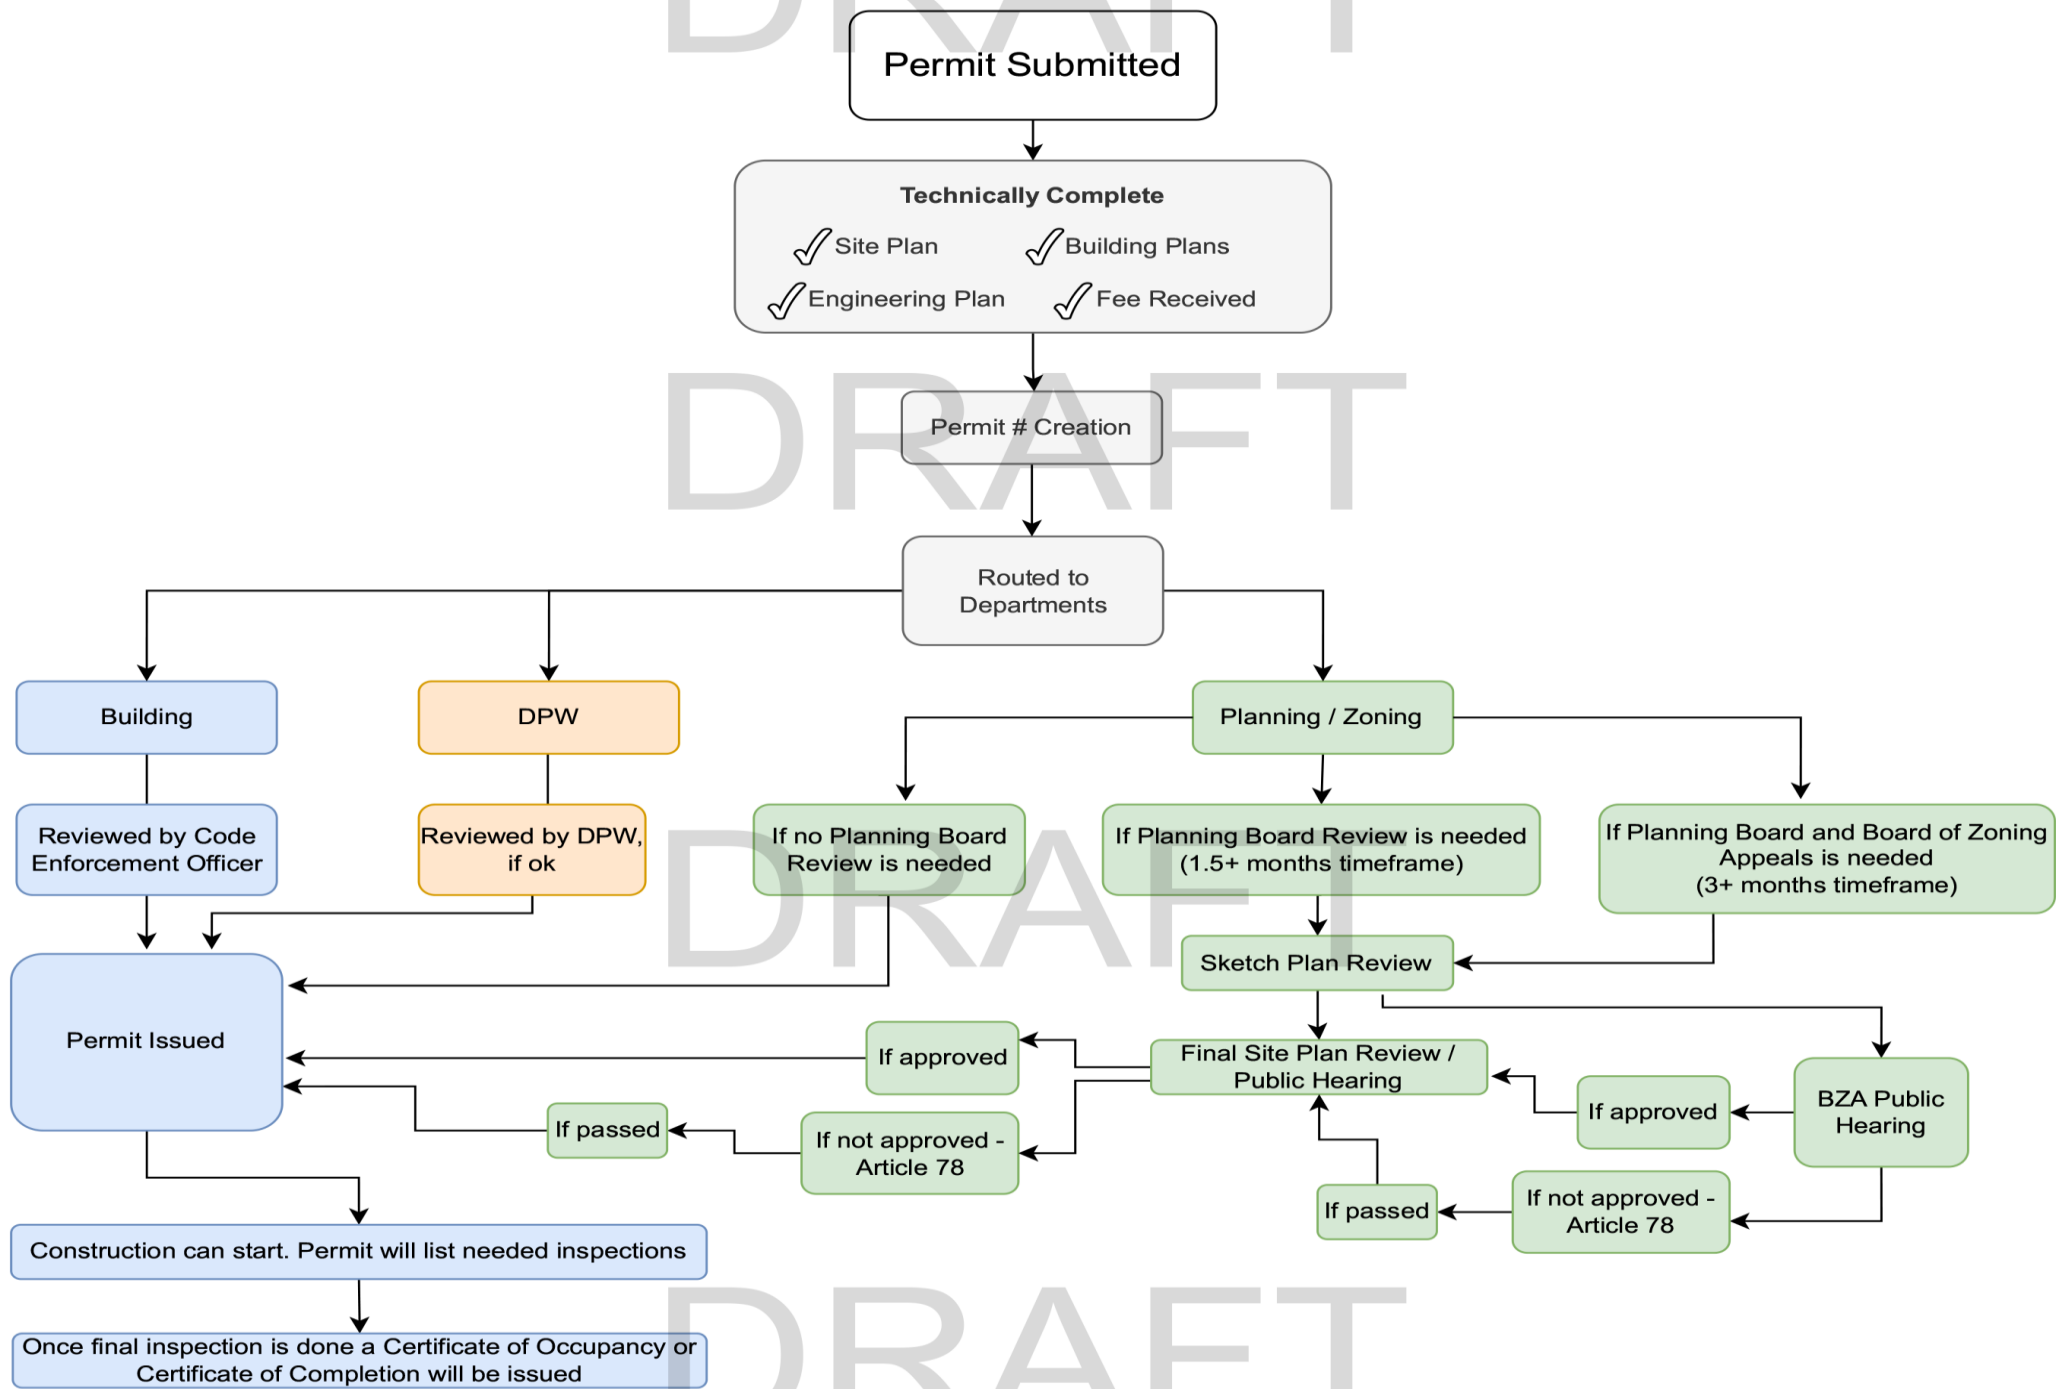 DRAFT
Permit Submitted
Technically Complete
Site Plan
Building Plans
Engineering Plan
Fee Received
DRAFT
Permit # Creation
Routed to
Departments
Building
DPW
Planning / Zoning
Reviewed by Code
Enforcement Officer
Reviewed by DPW,
if ok
If no Planning Board
Review is needed
If Planning Board Review is needed
(1.5+ months timeframe)
If Planning Board and Board of Zoning
Appeals is needed
(3+ months timeframe)
DRAFT
Sketch Plan Review
Permit Issued
If approved
Final Site Plan Review /
Public Hearing
If approved
BZA Public
Hearing
If passed
If not approved -
Article 78
If passed
If not approved -
Article 78
Construction can start. Permit will list needed inspections
DRAFT
Once final inspection is done a Certificate of Occupancy or
Certificate of Completion will be issued